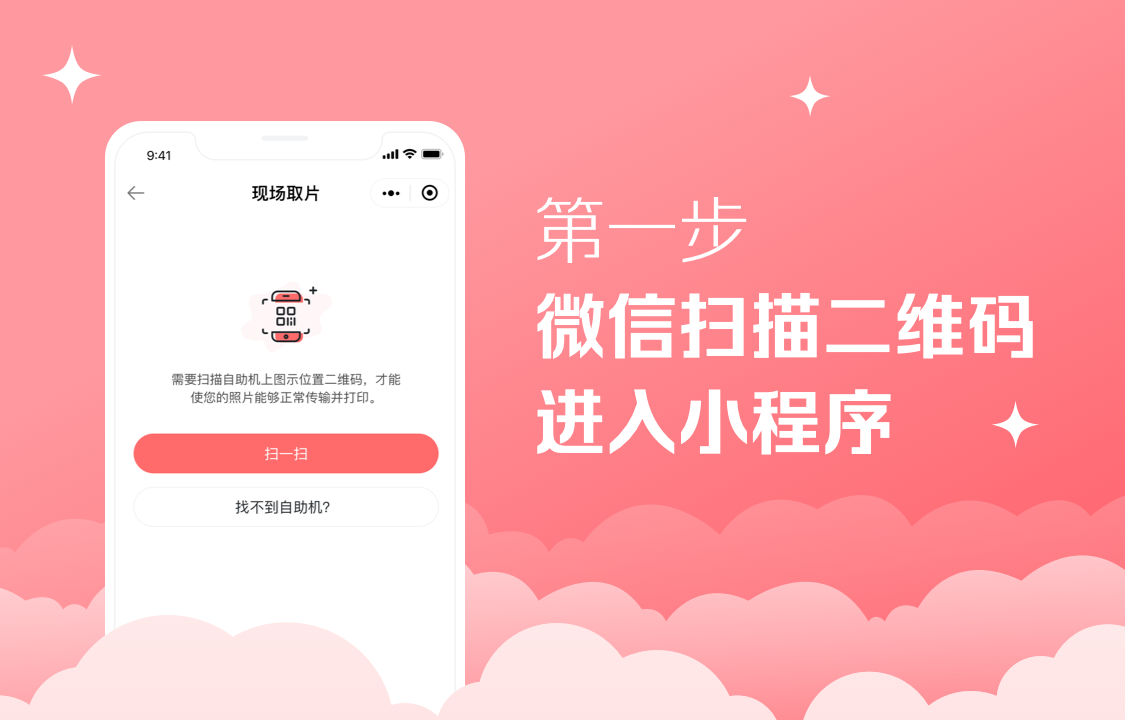 9:41
现场取片
需要扫描自助机上图示位置二维码，才能
使您的照片能够正常传输并打印。
扫一扫
找不到自助机?
第一步
微信扫描二维码
进入小程序